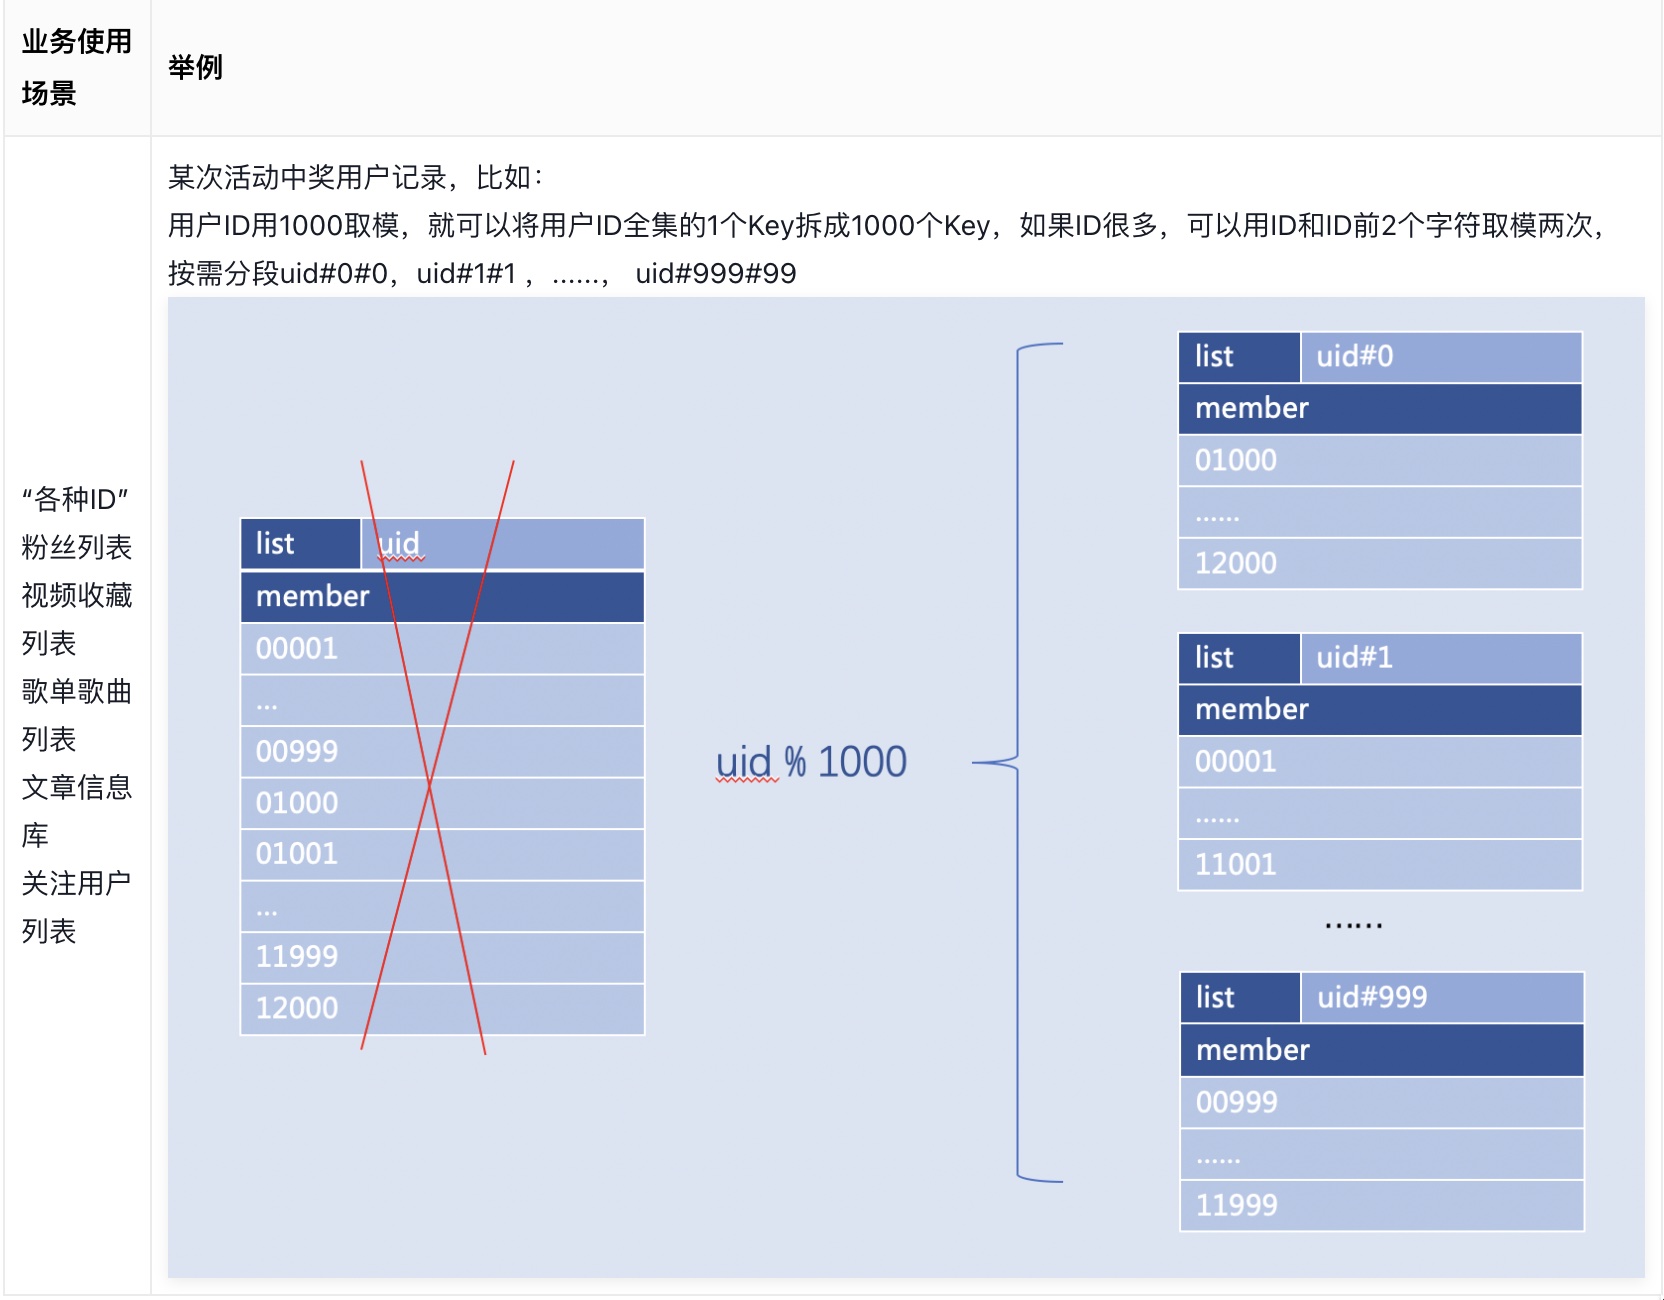 业务使用
场景
举例
“各种ID”
粉丝列表
视频收藏
列表
歌单歌曲
列表
文章信息
库
关注用户
列表
某次活动中奖用户记录，比如：
用户ID用1000取模，就可以将用户ID全集的1个Key拆成1000个Key，如果ID很多，可以用ID和ID前2个字符取模两次，
按需分段uid#0#0，uid#1#1 ，……， uid#999#99
list uid
member
00001
...
00999
01000
01001
...
11999
12000
uid % 1000
list uid#0
member
01000
……
12000
list uid#1
member
00001
……
11001
……
list uid#999
member
00999
……
11999